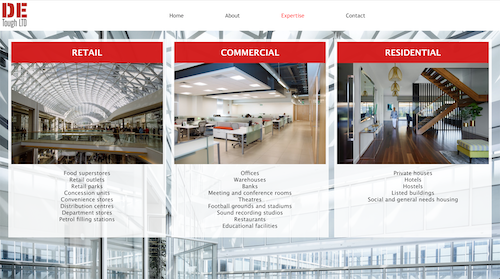 DE
Tough LTD
Home About Expertise Contact
RETAIL
Food superstores
Retail outlets
Retail parks
Concession units
Convenience stores
Distribution centres
Department stores
Petrol filling stations
COMMERCIAL
Offices
Warehouses
Banks
Meeting and conference rooms
Theatres
Football grounds and stadiums
Sound recording studios
Restaurants
Educational facilities
RESIDENTIAL
Private houses
Hotels
Hostels
Listed buildings
Social and general needs housing